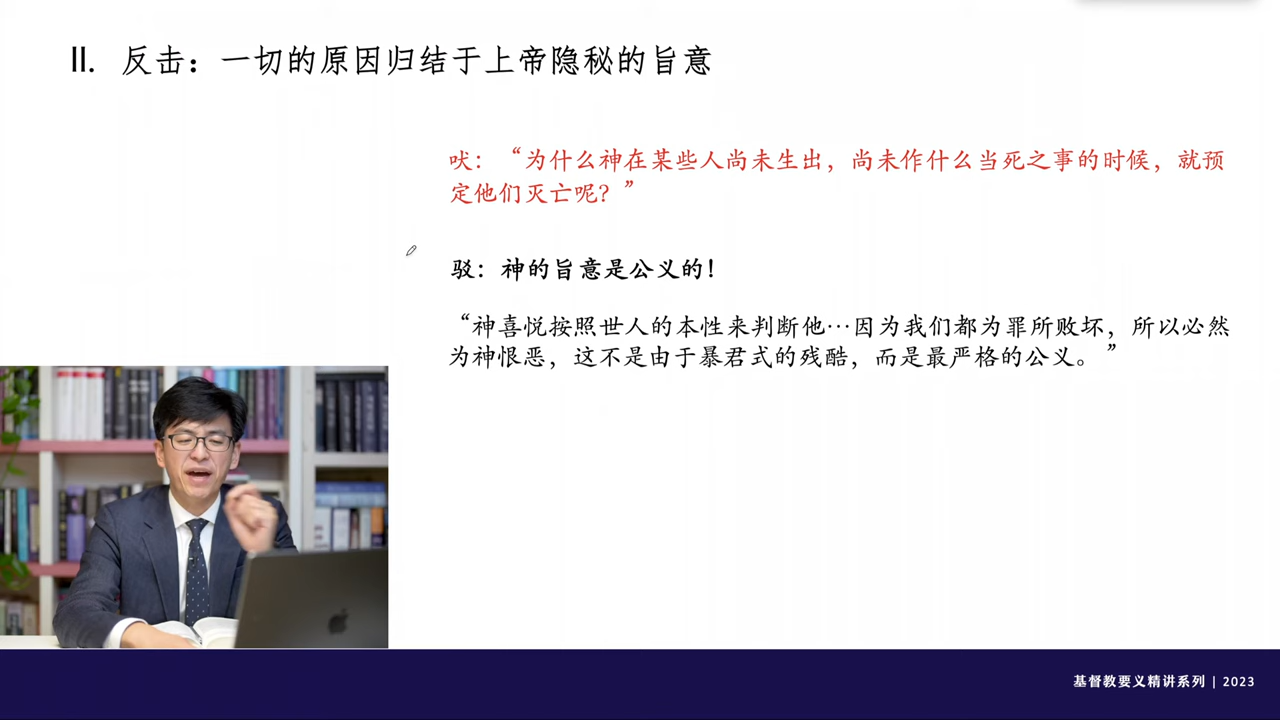 II. 反击：一切的原因归结于上帝隐秘的旨意
吠：“为什么神在某些人尚未生出，尚未作什么当死之事的时候，就预
定他们灭亡呢？”
驳：神的旨意是公义的！
“神喜悦按照世人的本性来判断他…因为我们都为罪所败坏，所以必然
为神恨恶，这不是由于暴君式的残酷，而是最严格的公义。”
基督教要义精讲系列 | 2023